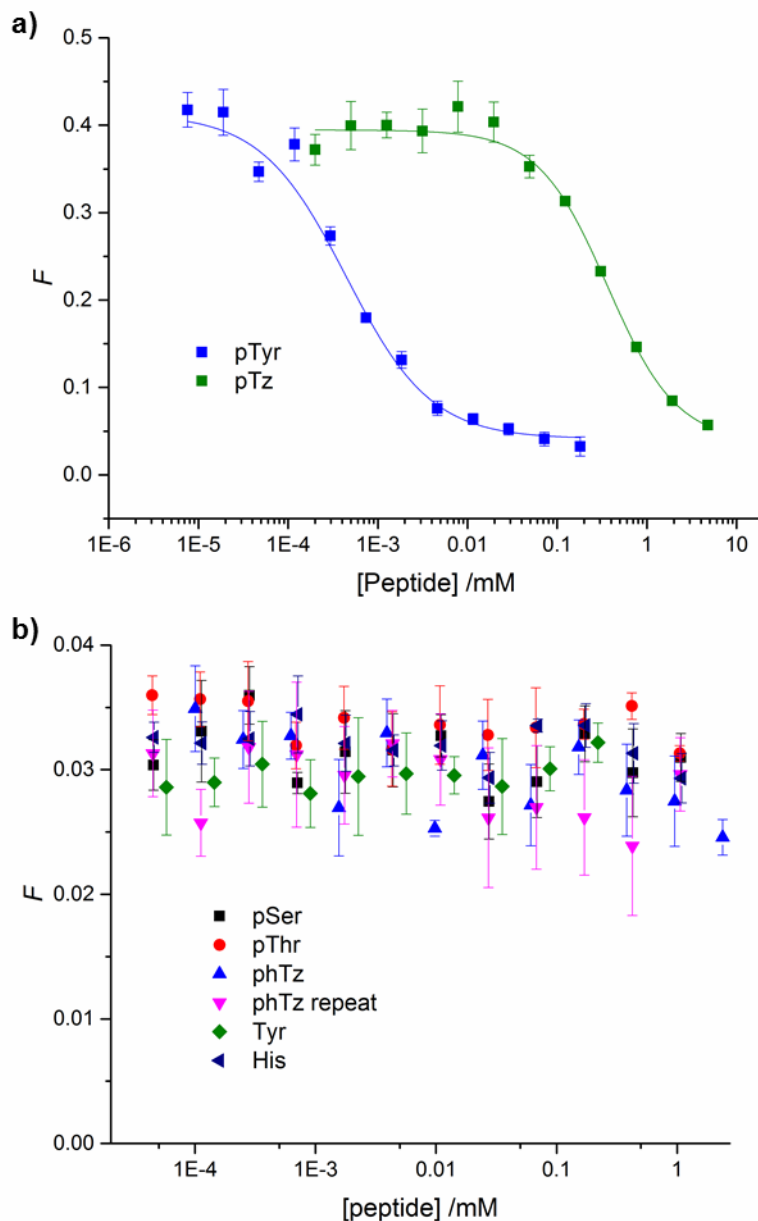 a)
0.5
0.4
0.3
F
0.2
pTyr
0.1
pTz
0.0
1E-6 1E-5 1E-4 1E-3 0.01 0.1 1 10
[Peptide] /mM
b)
0.04
0.03
F
0.02
pSer
pThr
phTz
0.01
phTz repeat
Tyr
His
0.00
1E-4 1E-3 0.01 0.1 1
[peptide] /mM